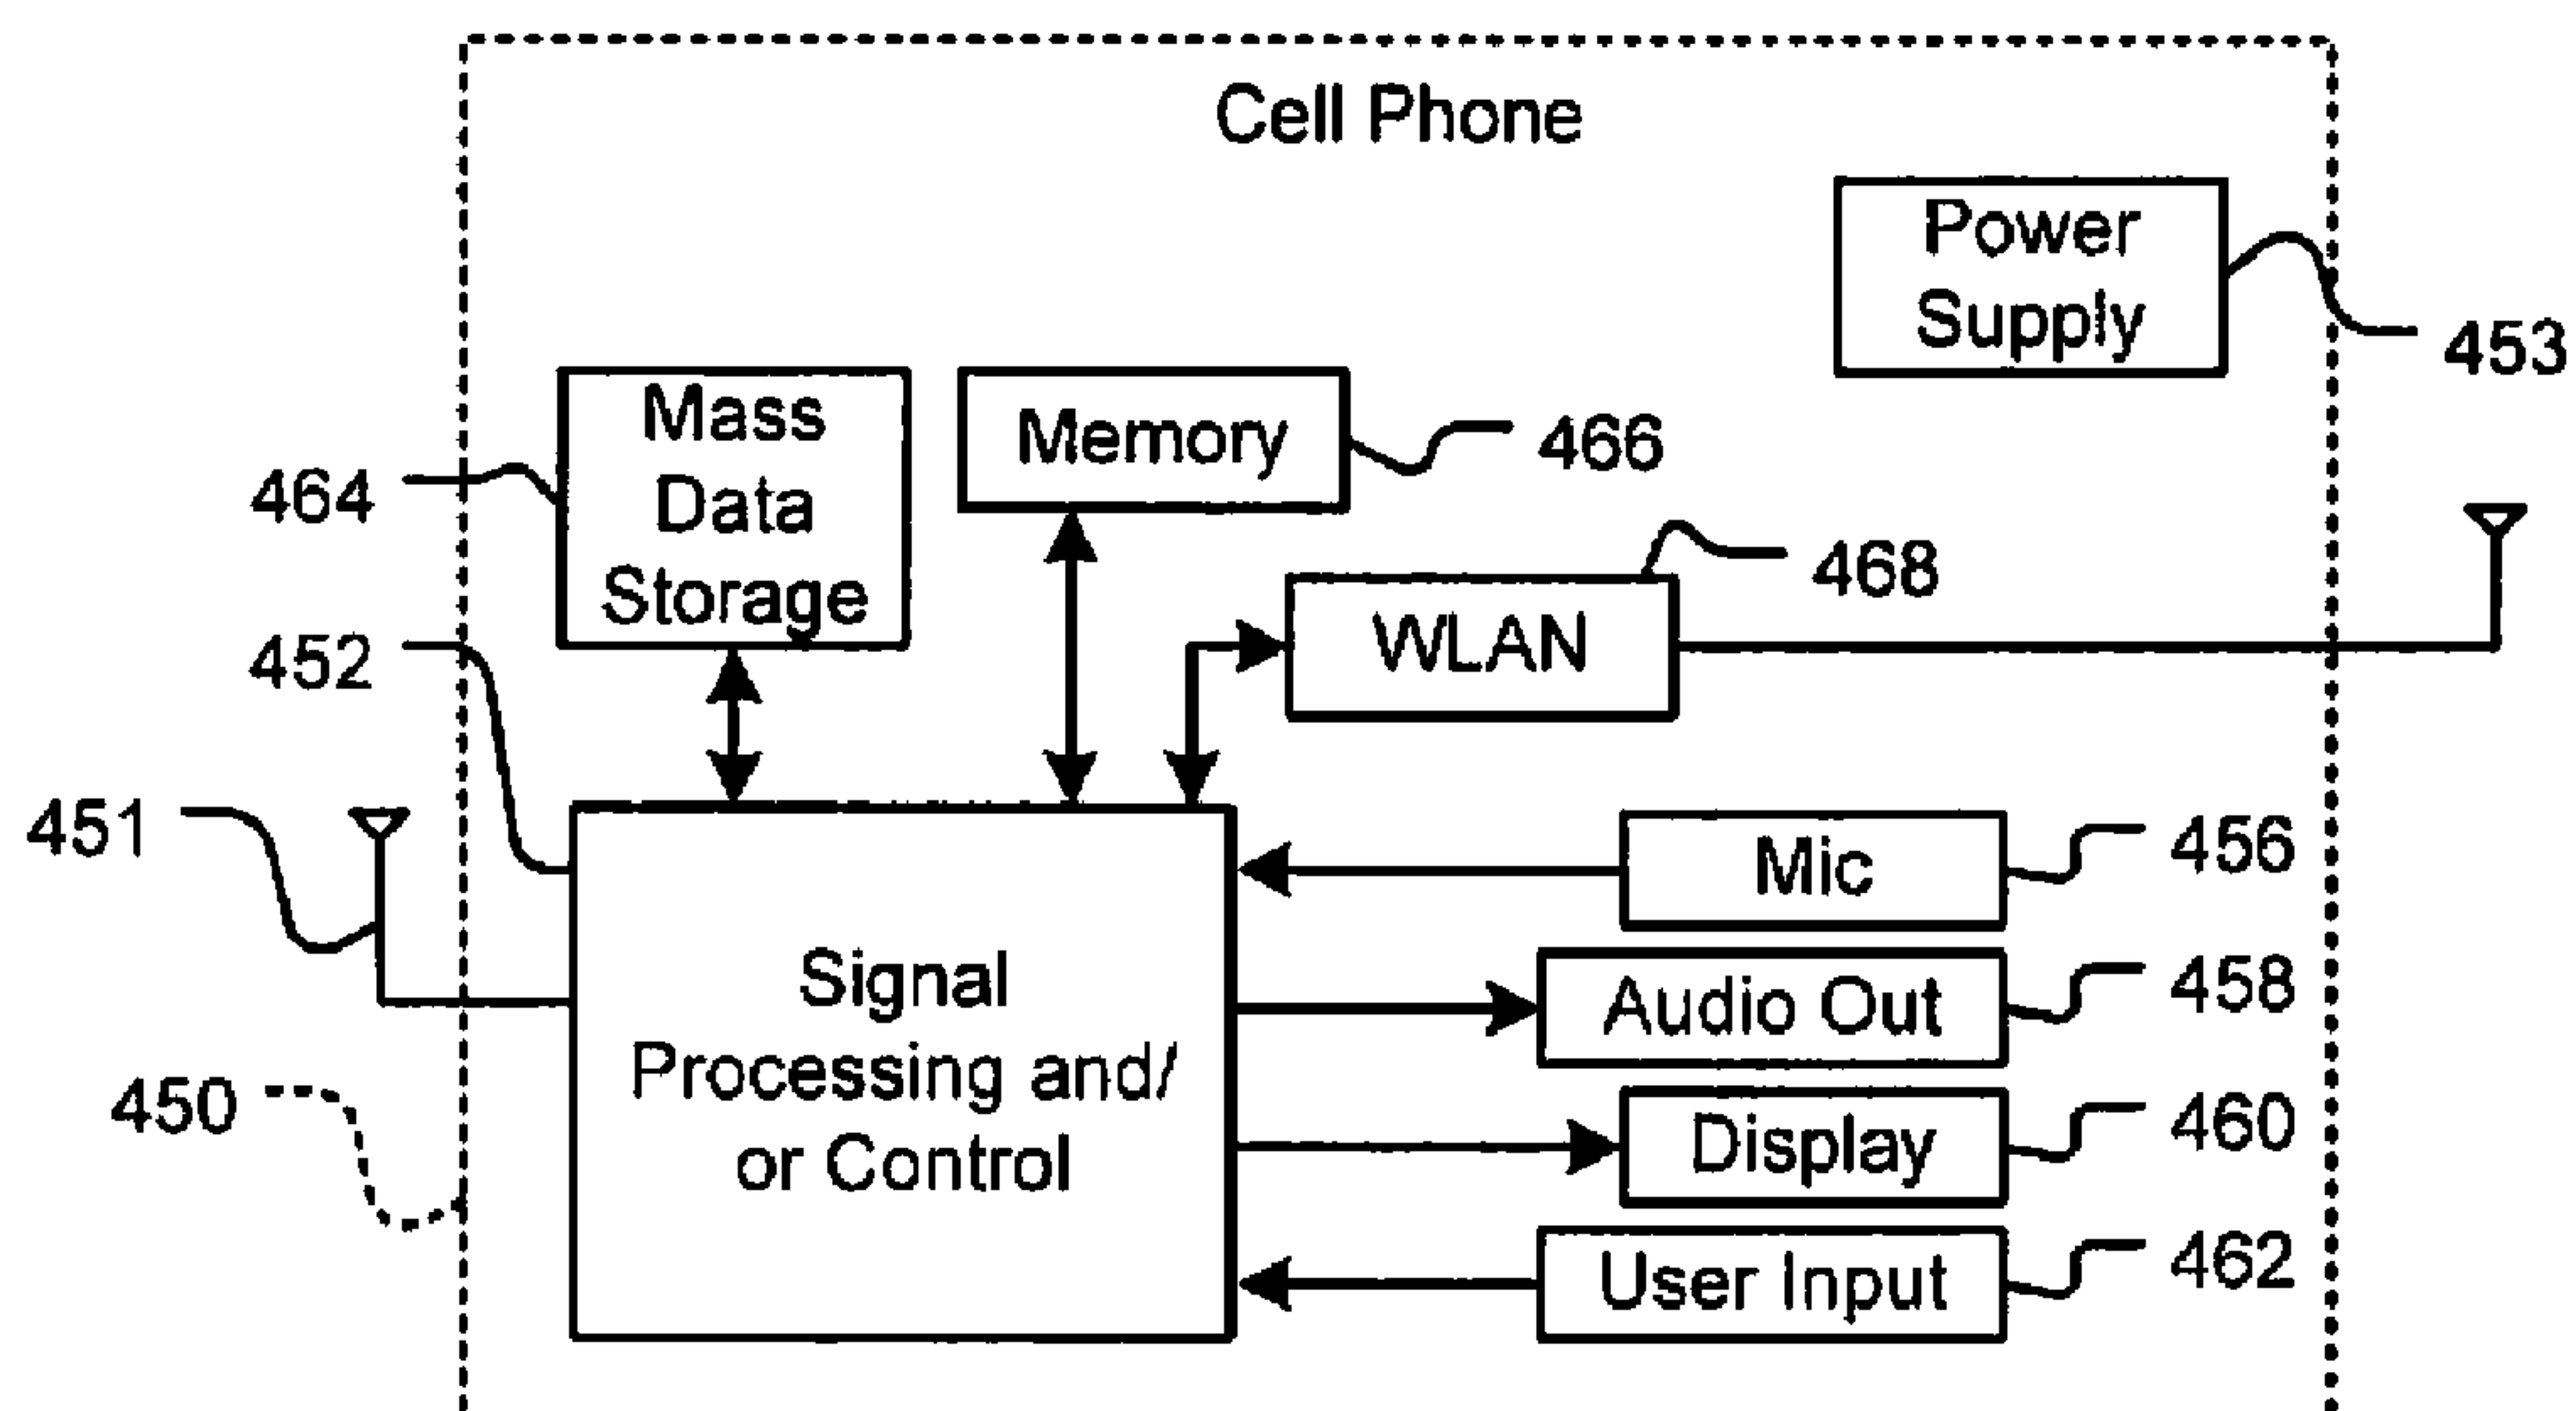 Cell Phone
Power
Supply
453
Mass
Data
Storage
464
Memory
466
468
WLAN
452
451
Mic
456
Signal
Processing and/
or Control
Audio Out
458
450
Display
460
User Input
462